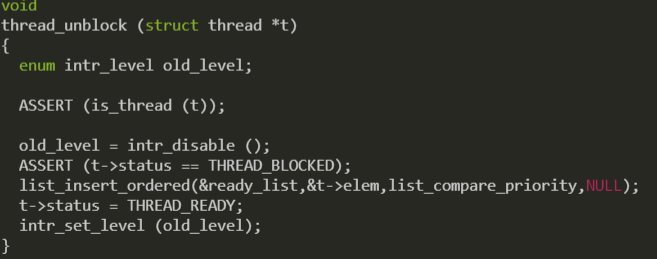 void
thread_unblock (struct thread *t)
{
  enum intr_level old_level;

  ASSERT (is_thread (t));

  old_level = intr_disable ();
  ASSERT (t->status == THREAD_BLOCKED);
  list_insert_ordered(&ready_list,&t->elem,list_compare_priority,NULL);
  t->status = THREAD_READY;
  intr_set_level (old_level);
}